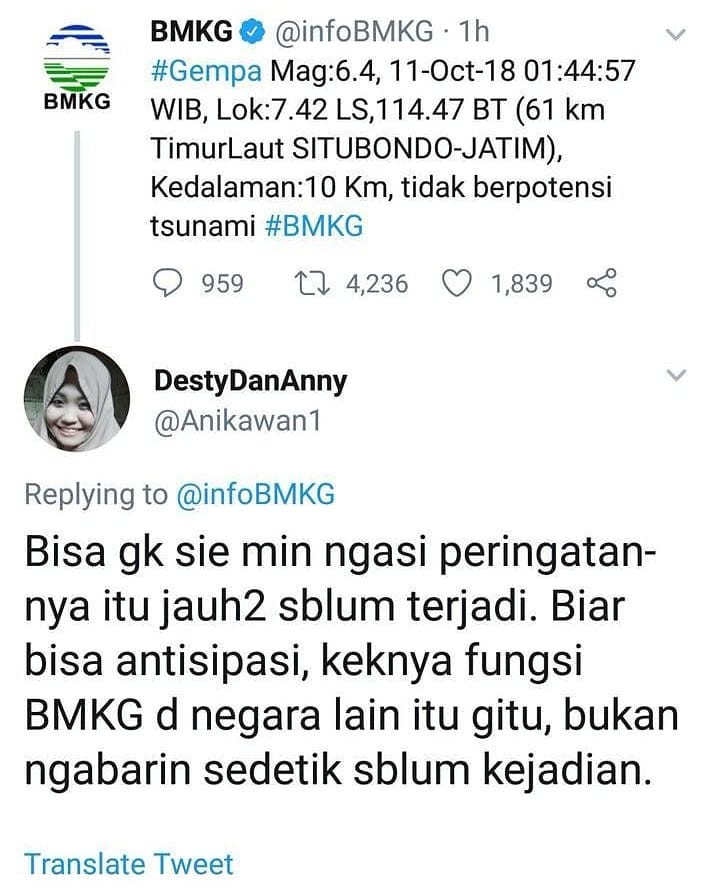 BMKG @infoBMKG · 1h
BMKG
#Gempa Mag:6.4, 11-Oct-18 01:44:57
WIB, Lok:7.42 LS,114.47 BT (61 km
TimurLaut SITUBONDO-JATIM),
Kedalaman:10 Km, tidak berpotensi
tsunami #BMKG
959 4,236 1,839
DestyDanAnny
@Anikawan1
Replying to @infoBMKG
Bisa gk sie min ngasi peringatan-
nya itu jauh2 sblum terjadi. Biar
bisa antisipasi, keknya fungsi
BMKG d negara lain itu gitu, bukan
ngabarin sedetik sblum kejadian.
Translate Tweet